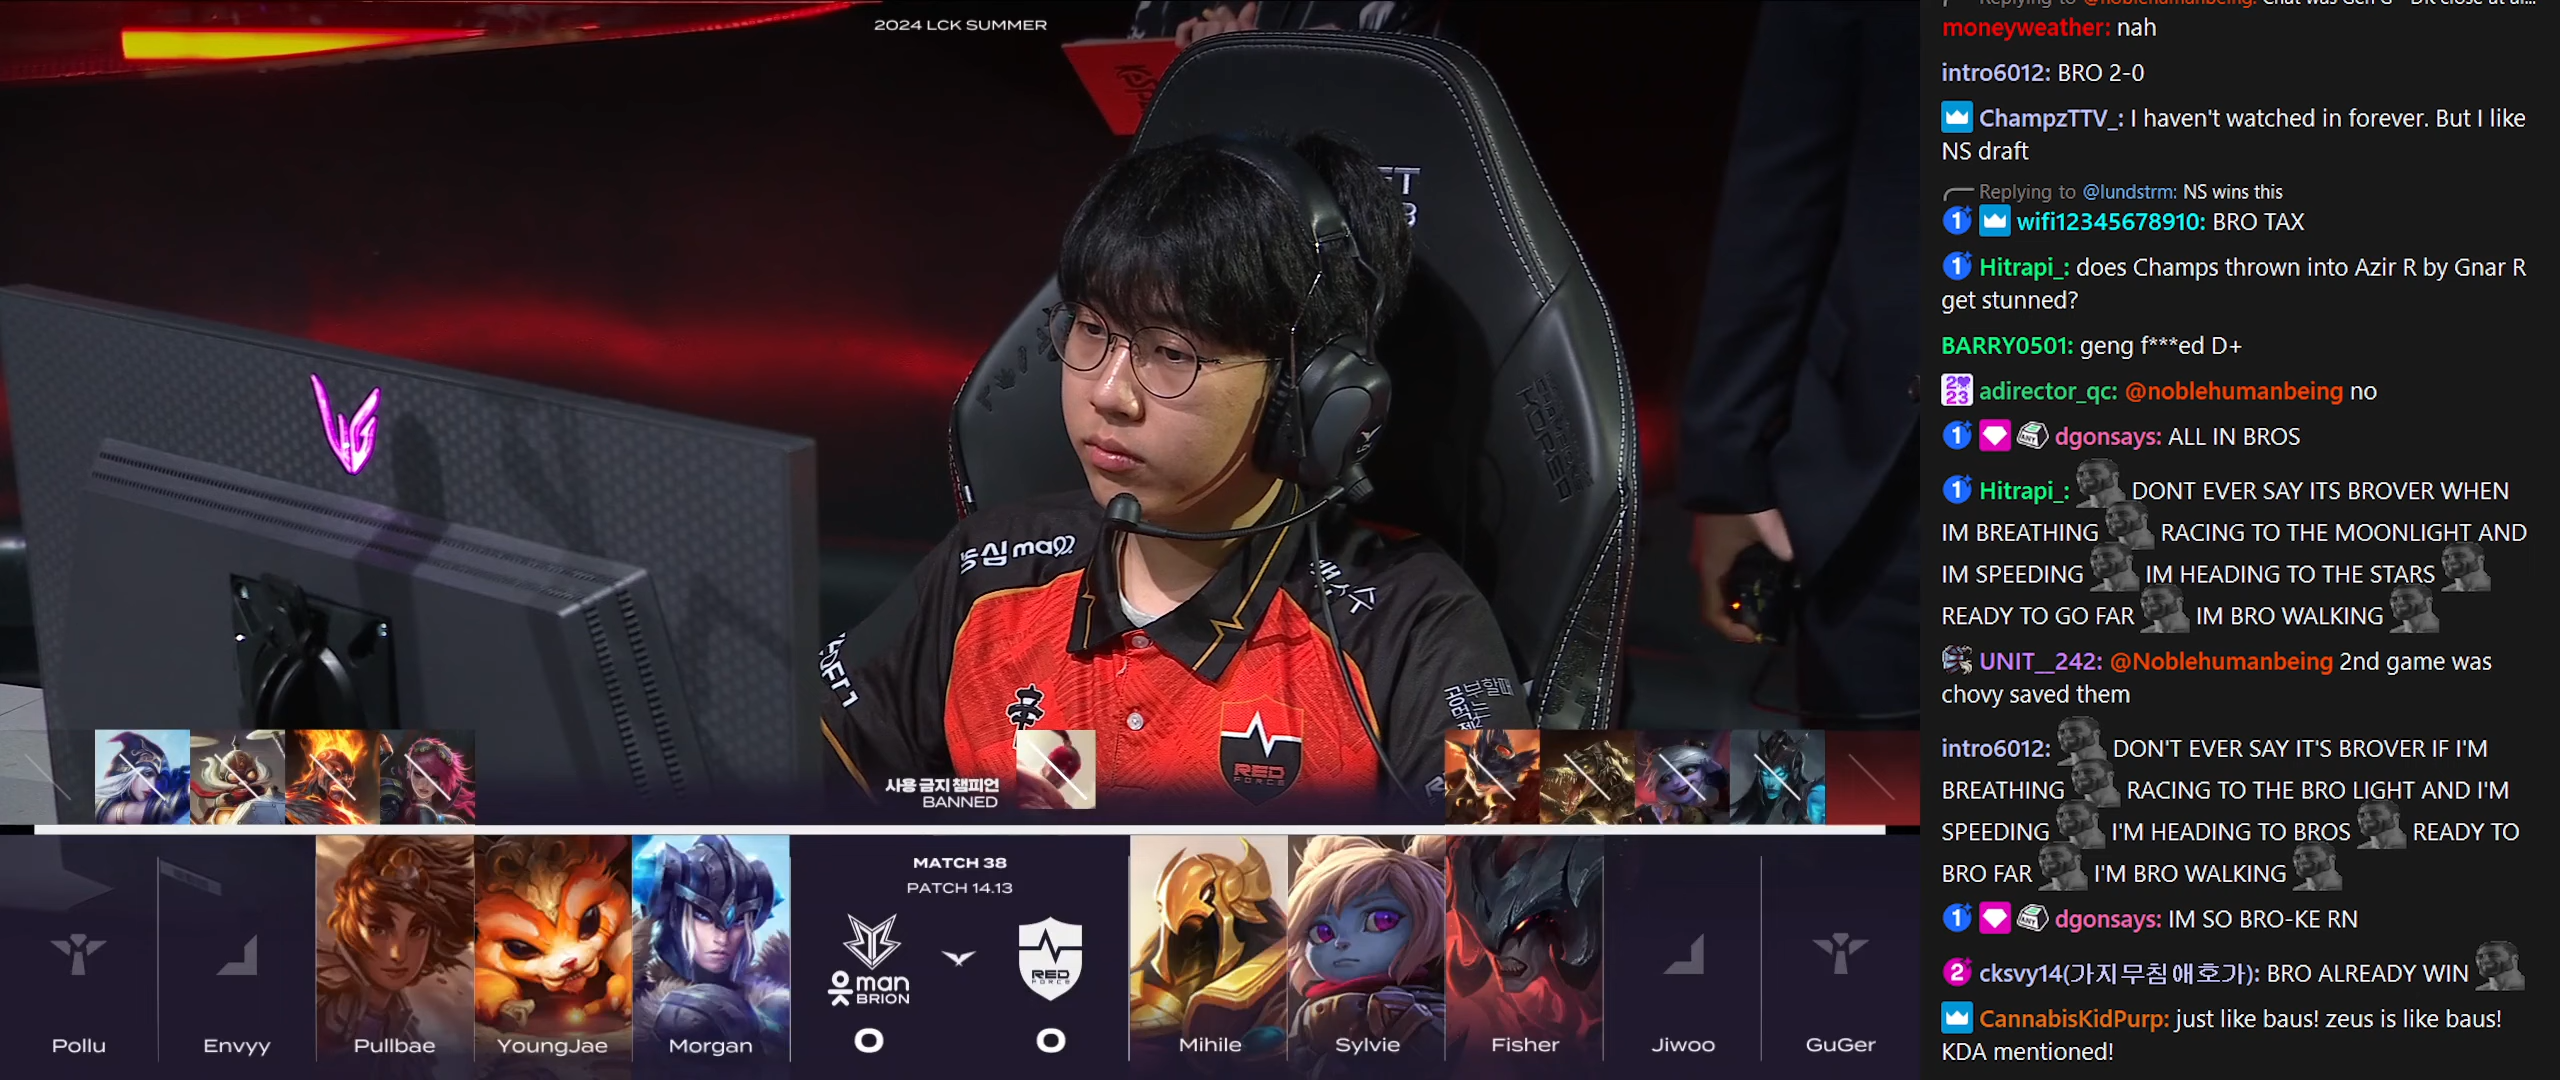 2024 LCK SUMMER
농심 ma92
RED
FORCE
사용 금지 챔피언
BANNED
MATCH 38
PATCH 14.13
okman
BRION
RED
FORCE
0
0
Pollu
Envyy
Pullbae
YoungJae
Morgan
Mihile
Sylvie
Fisher
Jiwoo
GuGer
moneyweather: nah
intro6012: BRO 2-0
ChampzTTV_: I haven't watched in forever. But I like
NS draft
Replying to @lundstrm: NS wins this
wifi12345678910: BRO TAX
Hitrapi_: does Champs thrown into Azir R by Gnar R
get stunned?
BARRY0501: geng f***ed D+
adirector_qc: @noblehumanbeing no
dgonsays: ALL IN BROS
Hitrapi_: DONT EVER SAY ITS BROVER WHEN
IM BREATHING RACING TO THE MOONLIGHT AND
IM SPEEDING IM HEADING TO THE STARS
READY TO GO FAR IM BRO WALKING
UNIT__242: @Noblehumanbeing 2nd game was
chovy saved them
intro6012: DON'T EVER SAY IT'S BROVER IF I'M
BREATHING RACING TO THE BRO LIGHT AND I'M
SPEEDING I'M HEADING TO BROS READY TO
BRO FAR I'M BRO WALKING
dgonsays: IM SO BRO-KE RN
cksvy14(가지무침애호가): BRO ALREADY WIN
CannabisKidPurp: just like baus! zeus is like baus!
KDA mentioned!